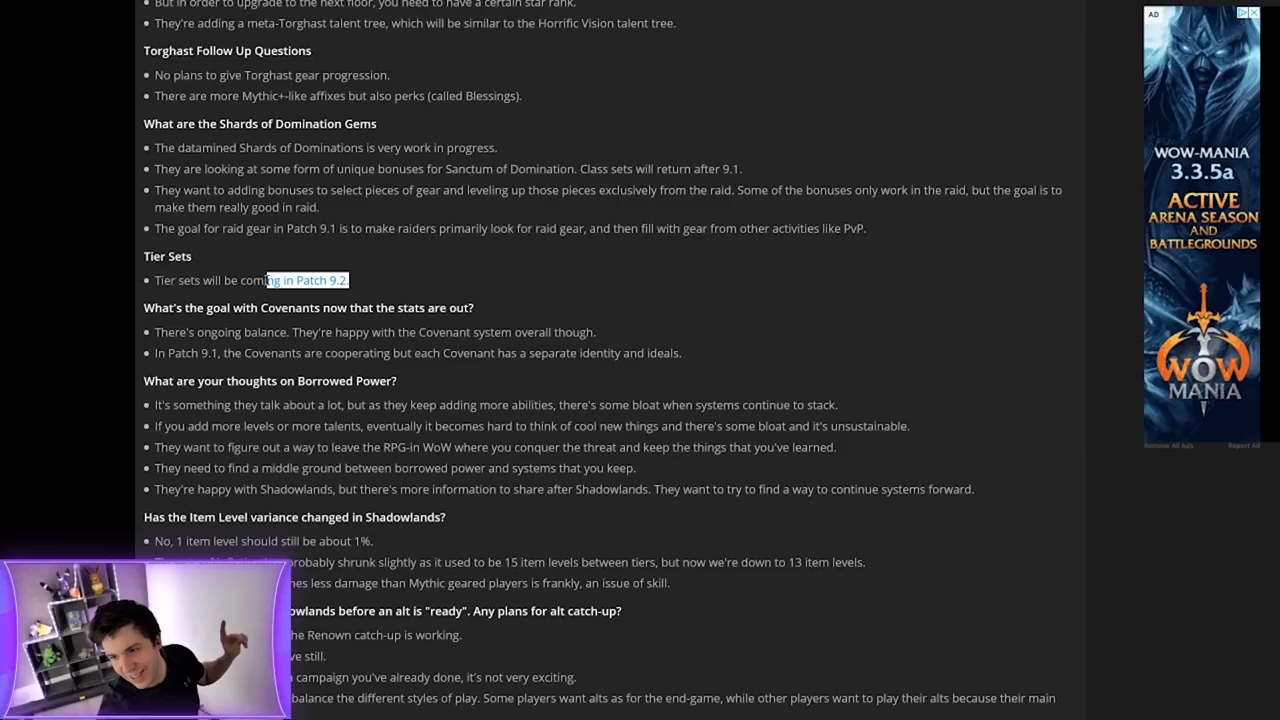 But in order to upgrade to the next floor, you need to have a certain star rank.
They're adding a meta-Torghast talent tree, which will be similar to the Horrific Vision talent tree.
Torghast Follow Up Questions
No plans to give Torghast gear progression.
There are more Mythic+-like affixes but also perks (called Blessings).
What are the Shards of Domination Gems
The datamined Shards of Dominations is very work in progress.
They are looking at some form of unique bonuses for Sanctum of Domination. Class sets will return after 9.1.
They want to adding bonuses to select pieces of gear and leveling up those pieces exclusively from the raid. Some of the bonuses only work in the raid, but the goal is to
make them really good in raid.
The goal for raid gear in Patch 9.1 is to make raiders primarily look for raid gear, and then fill with gear from other activities like PvP.
Tier Sets
Tier sets will be coming in Patch 9.2.
What's the goal with Covenants now that the stats are out?
There's ongoing balance. They're happy with the Covenant system overall though.
In Patch 9.1, the Covenants are cooperating but each Covenant has a separate identity and ideals.
What are your thoughts on Borrowed Power?
It's something they talk about a lot, but as they keep adding more abilities, there's some bloat when systems continue to stack.
If you add more levels or more talents, eventually it becomes hard to think of cool new things and there's some bloat and it's unsustainable.
They want to figure out a way to leave the RPG-in WoW where you conquer the threat and keep the things that you've learned.
They need to find a middle ground between borrowed power and systems that you keep.
They're happy with Shadowlands, but there's more information to share after Shadowlands. They want to try to find a way to continue systems forward.
Has the Item Level variance changed in Shadowlands?
No, 1 item level should still be about 1%.
probably shrunk slightly as it used to be 15 item levels between tiers, but now we're down to 13 item levels.
less damage than Mythic geared players is frankly, an issue of skill.
before an alt is "ready". Any plans for alt catch-up?
Renown catch-up is working.
still.
campaign you've already done, it's not very exciting.
balance the different styles of play. Some players want alts as for the end-game, while other players want to play their alts because their main
AD
WOW-MANIA
3.3.5a
ACTIVE
ARENA SEASON
AND
BATTLEGROUNDS
WOW
MANIA
Remove All Ads
Report Ad